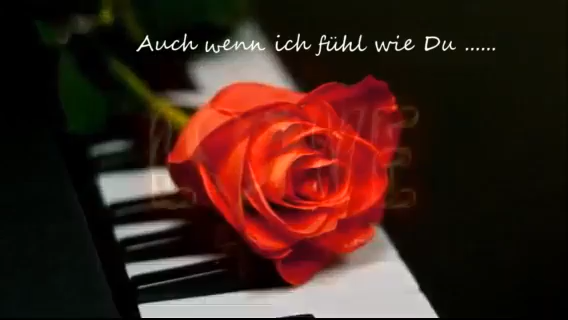 Auch wenn ich fühl wie Du ......